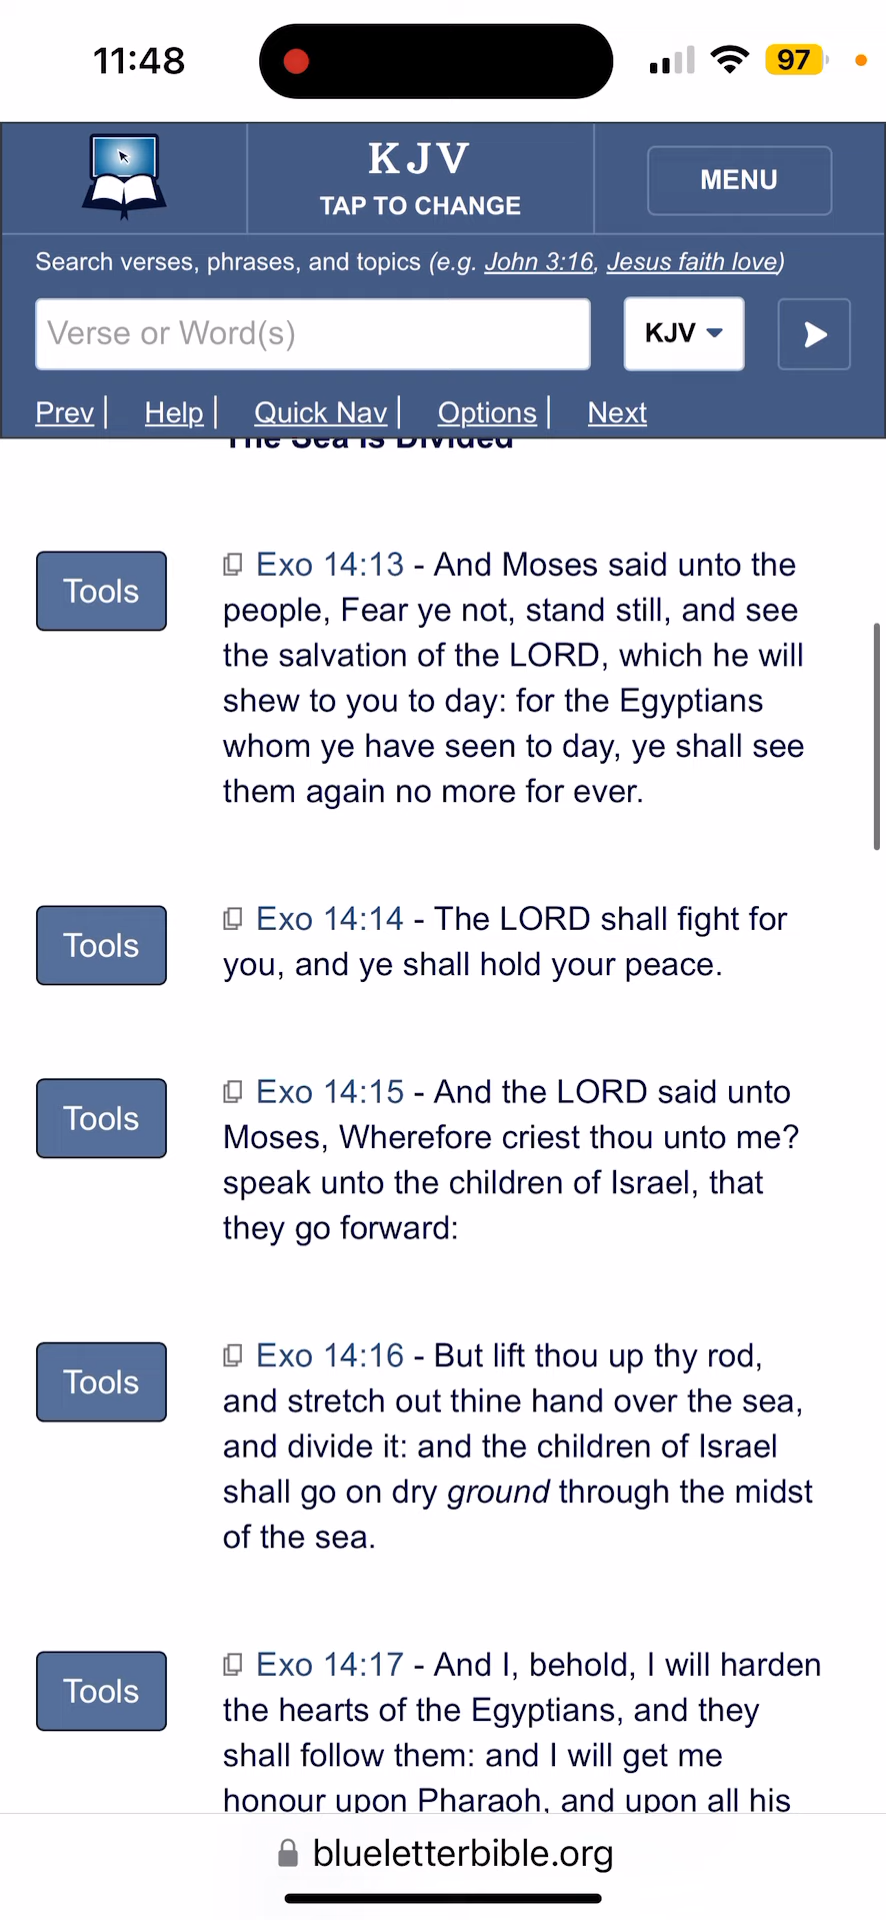 11:48
97
KJV
TAP TO CHANGE
MENU
Search verses, phrases, and topics (e.g. John 3:16, Jesus faith love)
Verse or Word(s)
KJV
Prev | Help | Quick Nav | Options | Next
The Sea is Divided
Tools
Exo 14:13 - And Moses said unto the
people, Fear ye not, stand still, and see
the salvation of the LORD, which he will
shew to you to day: for the Egyptians
whom ye have seen to day, ye shall see
them again no more for ever.
Tools
Exo 14:14 - The LORD shall fight for
you, and ye shall hold your peace.
Tools
Exo 14:15 - And the LORD said unto
Moses, Wherefore criest thou unto me?
speak unto the children of Israel, that
they go forward:
Tools
Exo 14:16 - But lift thou up thy rod,
and stretch out thine hand over the sea,
and divide it: and the children of Israel
shall go on dry ground through the midst
of the sea.
Tools
Exo 14:17 - And I, behold, I will harden
the hearts of the Egyptians, and they
shall follow them: and I will get me
honour upon Pharaoh, and upon all his
blueletterbible.org